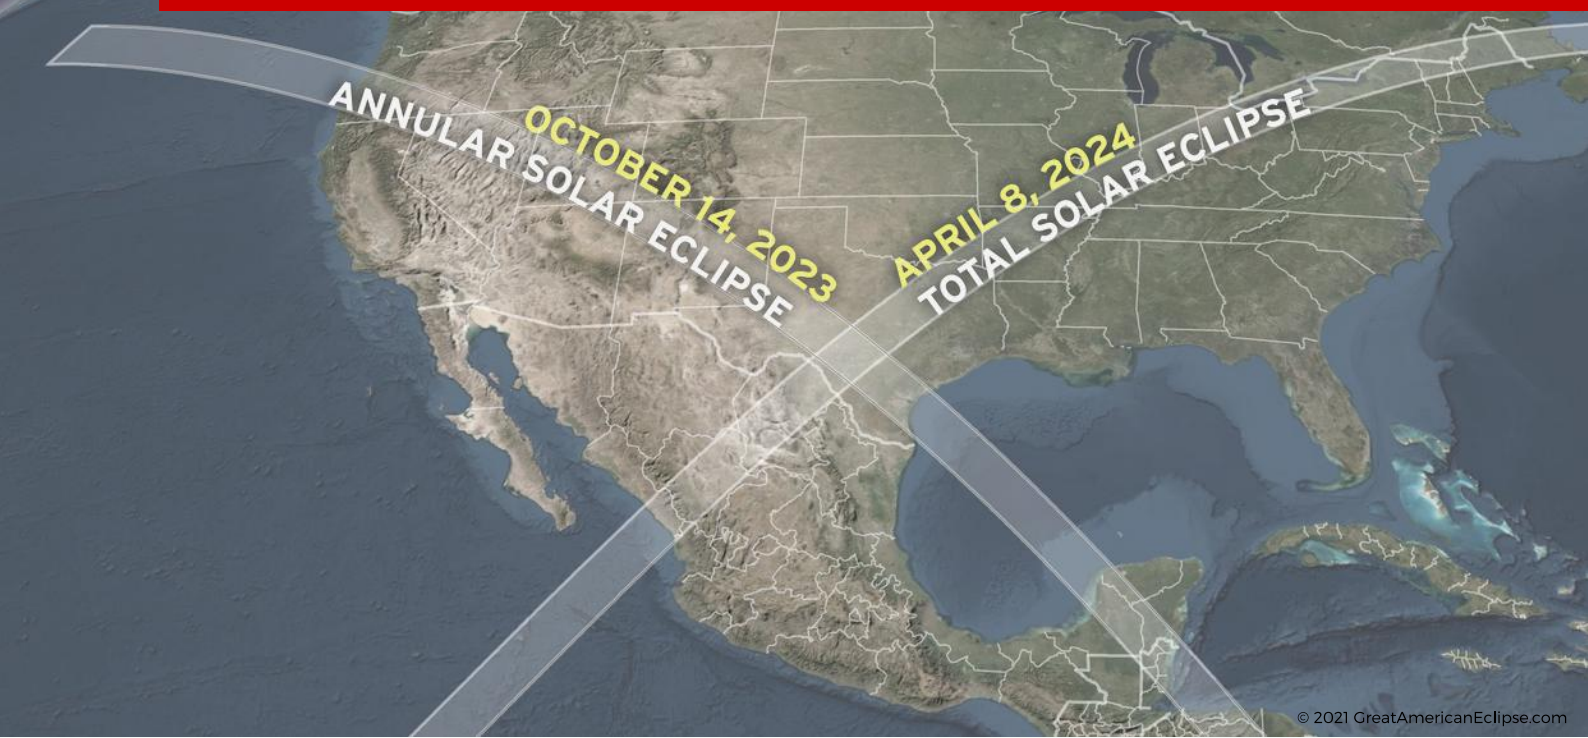 OCTOBER 14, 2023
ANNULAR SOLAR ECLIPSE
APRIL 8, 2024
TOTAL SOLAR ECLIPSE
© 2021 GreatAmericanEclipse.com